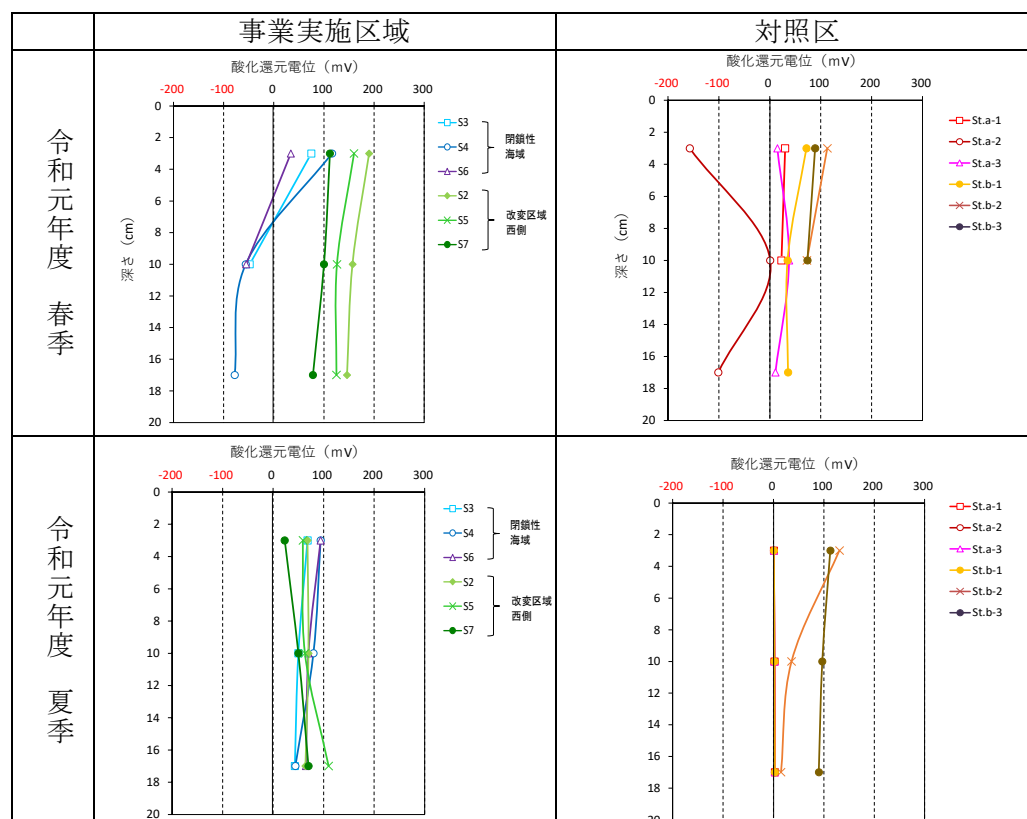 事業実施区域
対照区
令和元年度 春季
酸化還元電位（mV）
-200 -100 0 100 200 300
0
2
4
6
8
10
12
14
16
18
20
深さ（cm）
S3
S4
S6
閉鎖性
海域
S2
S5
S7
改変区域
西側
酸化還元電位（mV）
-200 -100 0 100 200 300
0
2
4
6
8
10
12
14
16
18
20
深さ（cm）
St.a-1
St.a-2
St.a-3
St.b-1
St.b-2
St.b-3
令和元年度 夏季
酸化還元電位（mV）
-200 -100 0 100 200 300
0
2
4
6
8
10
12
14
16
18
20
S3
S4
S6
閉鎖性
海域
S2
S5
S7
改変区域
西側
酸化還元電位（mV）
-200 -100 0 100 200 300
0
2
4
6
8
10
12
14
16
18
20
St.a-1
St.a-2
St.a-3
St.b-1
St.b-2
St.b-3